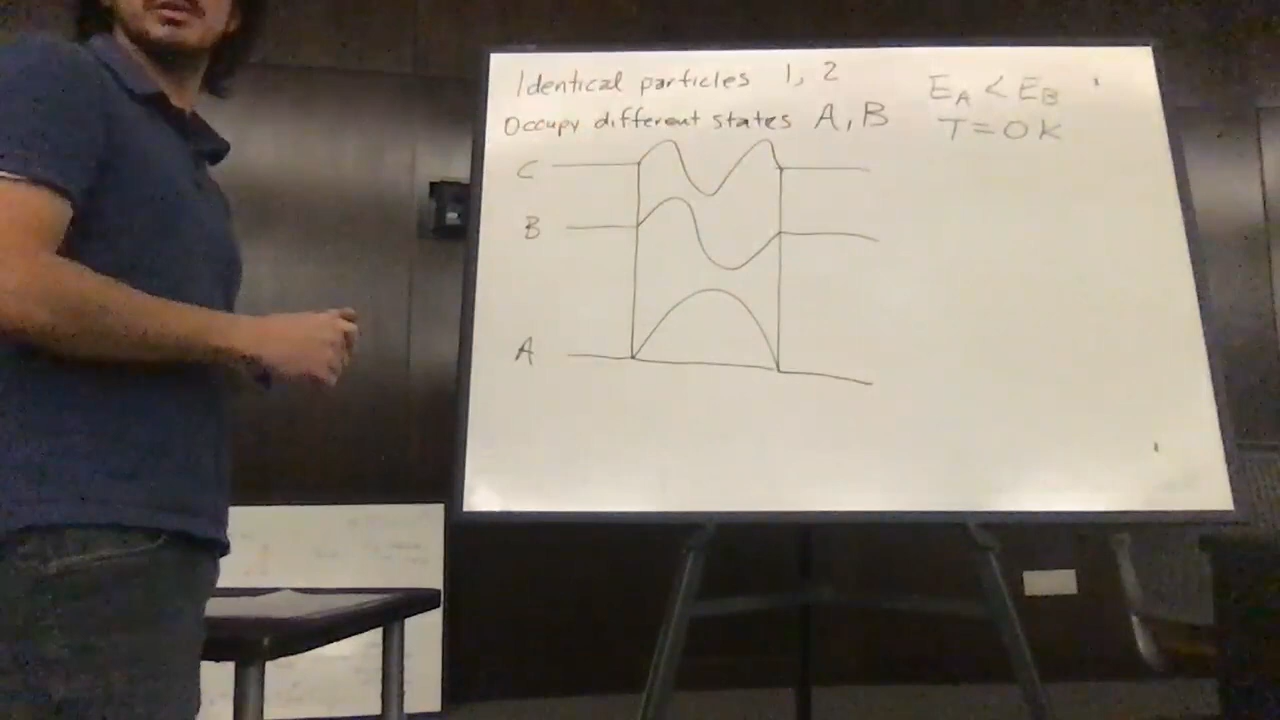 Identical particles 1, 2
Occupy different states A, B
E_A < E_B
T = 0 K
C
B
A